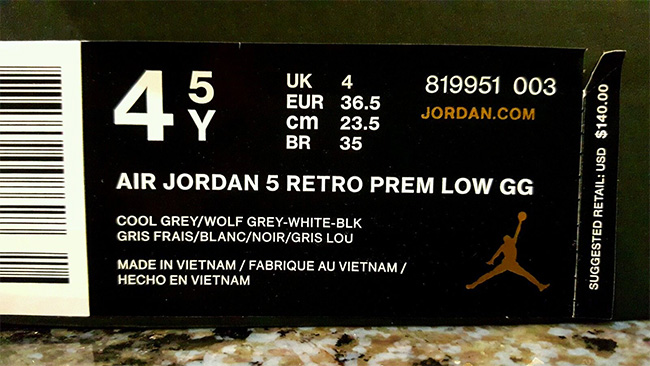 4 5 Y
UK 4
EUR 36.5
cm 23.5
BR 35
819951 003
JORDAN.COM
AIR JORDAN 5 RETRO PREM LOW GG
COOL GREY/WOLF GREY-WHITE-BLK
GRIS FRAIS/BLANC/NOIR/GRIS LOU
MADE IN VIETNAM / FABRIQUE AU VIETNAM /
HECHO EN VIETNAM
SUGGESTED RETAIL: USD $140.00